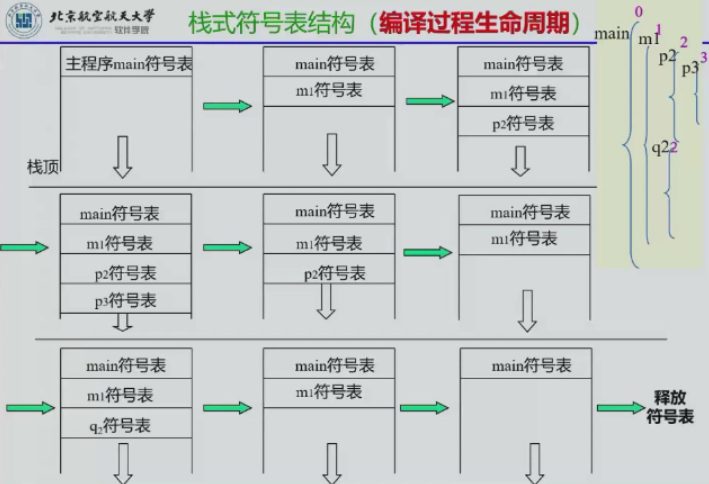 北京航空航天大学
软件学院
栈式符号表结构（编译过程生命周期）
main
0
m1
1
p2
2
p3
3
q2
2
主程序main符号表
main符号表
m1符号表
main符号表
m1符号表
p2符号表
栈顶
main符号表
m1符号表
p2符号表
p3符号表
main符号表
m1符号表
p2符号表
main符号表
m1符号表
main符号表
m1符号表
q2符号表
main符号表
m1符号表
main符号表
释放
符号表